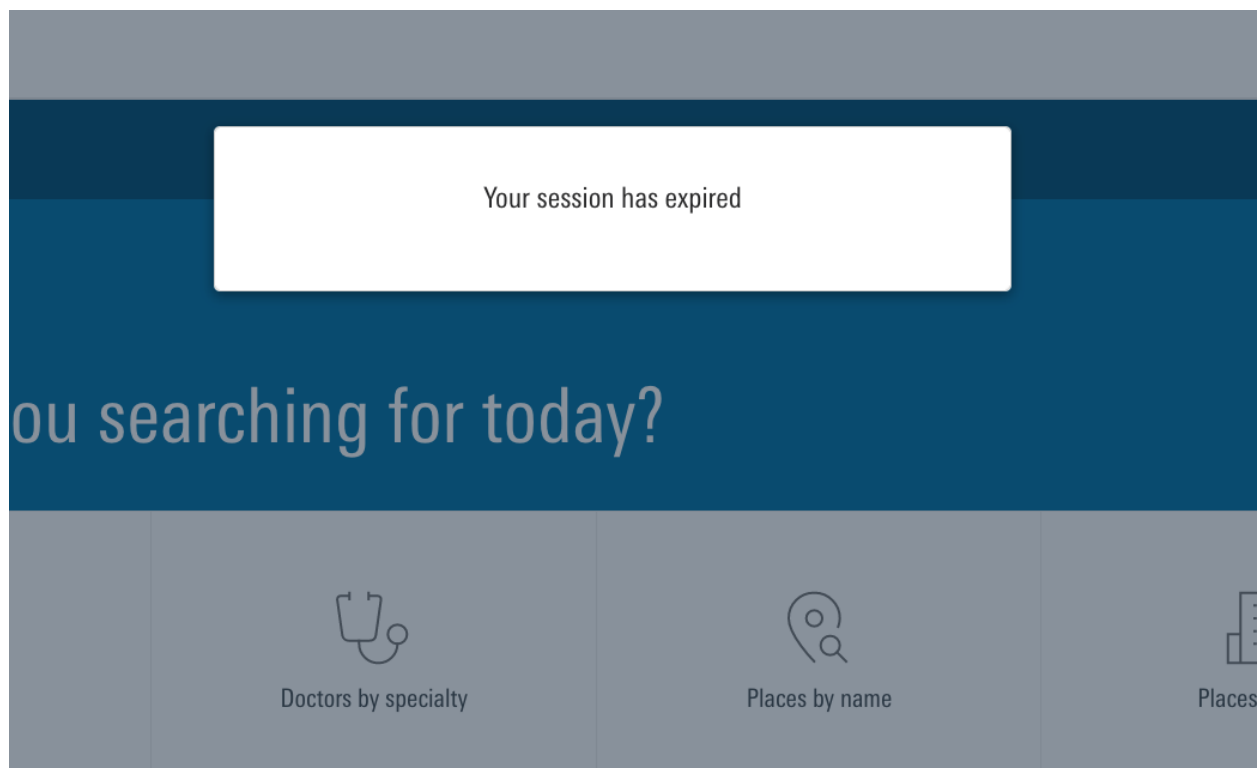 Your session has expired
ou searching for today?
Doctors by specialty
Places by name
Places